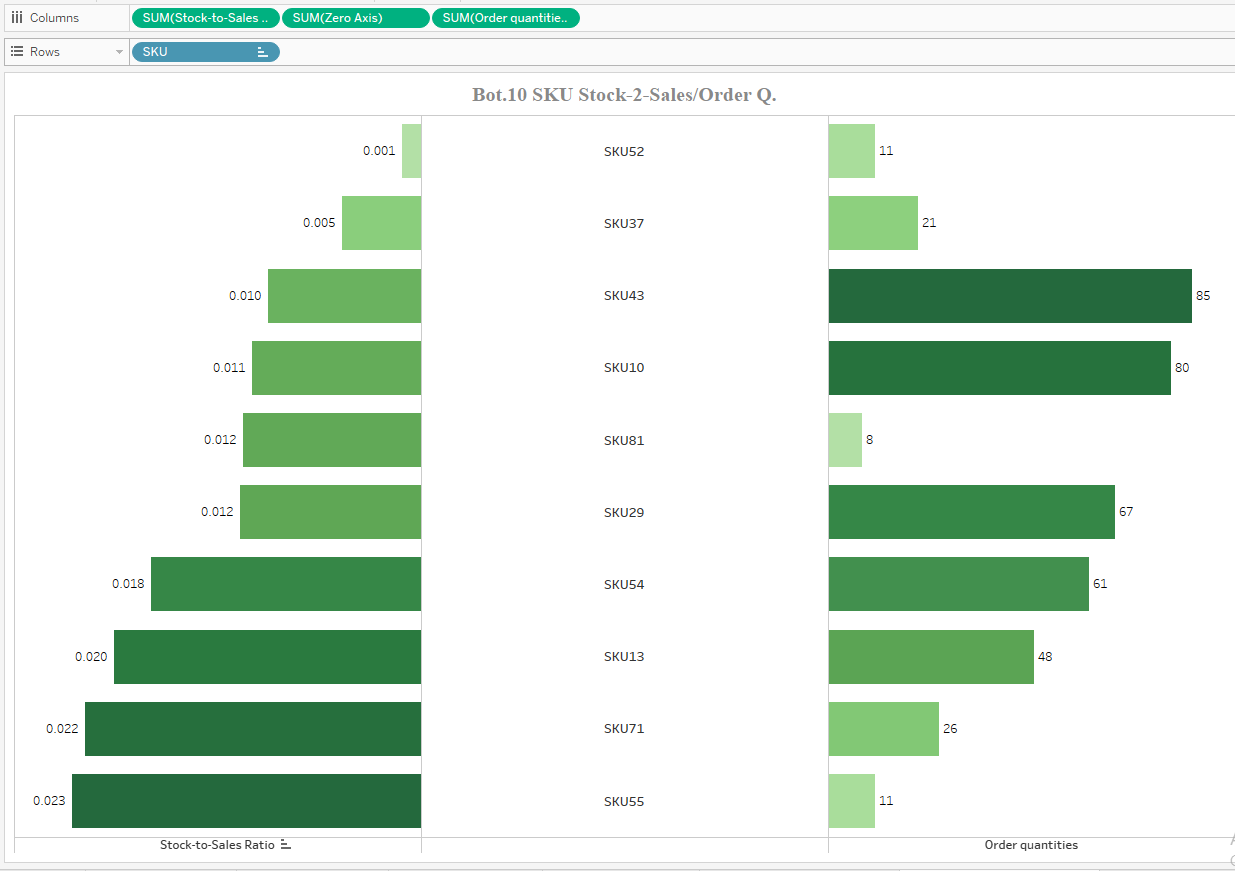 Columns SUM(Stock-to-Sales .. SUM(Zero Axis) SUM(Order quantitie..
Rows SKU
Bot.10 SKU Stock-2-Sales/Order Q.
0.001 SKU52 11
0.005 SKU37 21
0.010 SKU43 85
0.011 SKU10 80
0.012 SKU81 8
0.012 SKU29 67
0.018 SKU54 61
0.020 SKU13 48
0.022 SKU71 26
0.023 SKU55 11
Stock-to-Sales Ratio Order quantities